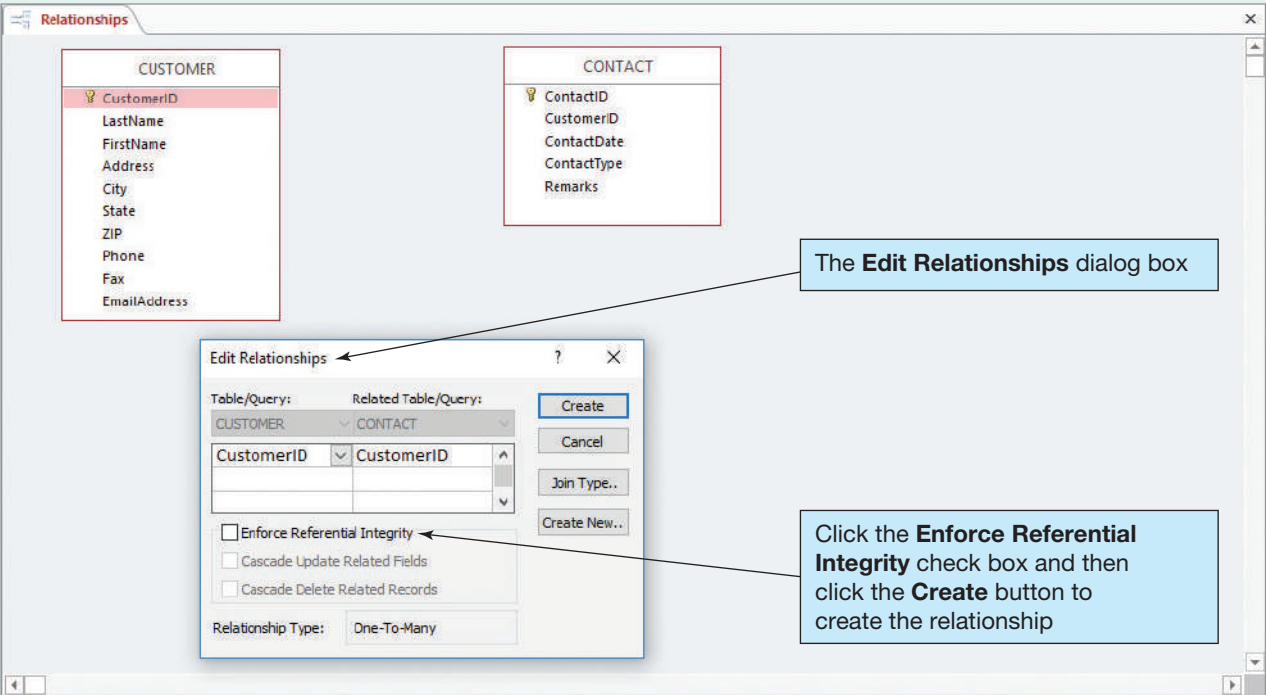 Relationships
CUSTOMER
CustomerID
LastName
FirstName
Address
City
State
ZIP
Phone
Fax
EmailAddress
CONTACT
ContactID
CustomerID
ContactDate
ContactType
Remarks
The Edit Relationships dialog box
Edit Relationships
?
Table/Query: Related Table/Query:
CUSTOMER CONTACT
CustomerID CustomerID
Enforce Referential Integrity
Cascade Update Related Fields
Cascade Delete Related Records
Relationship Type: One-To-Many
Create
Cancel
Join Type..
Create New..
Click the Enforce Referential
Integrity check box and then
click the Create button to
create the relationship